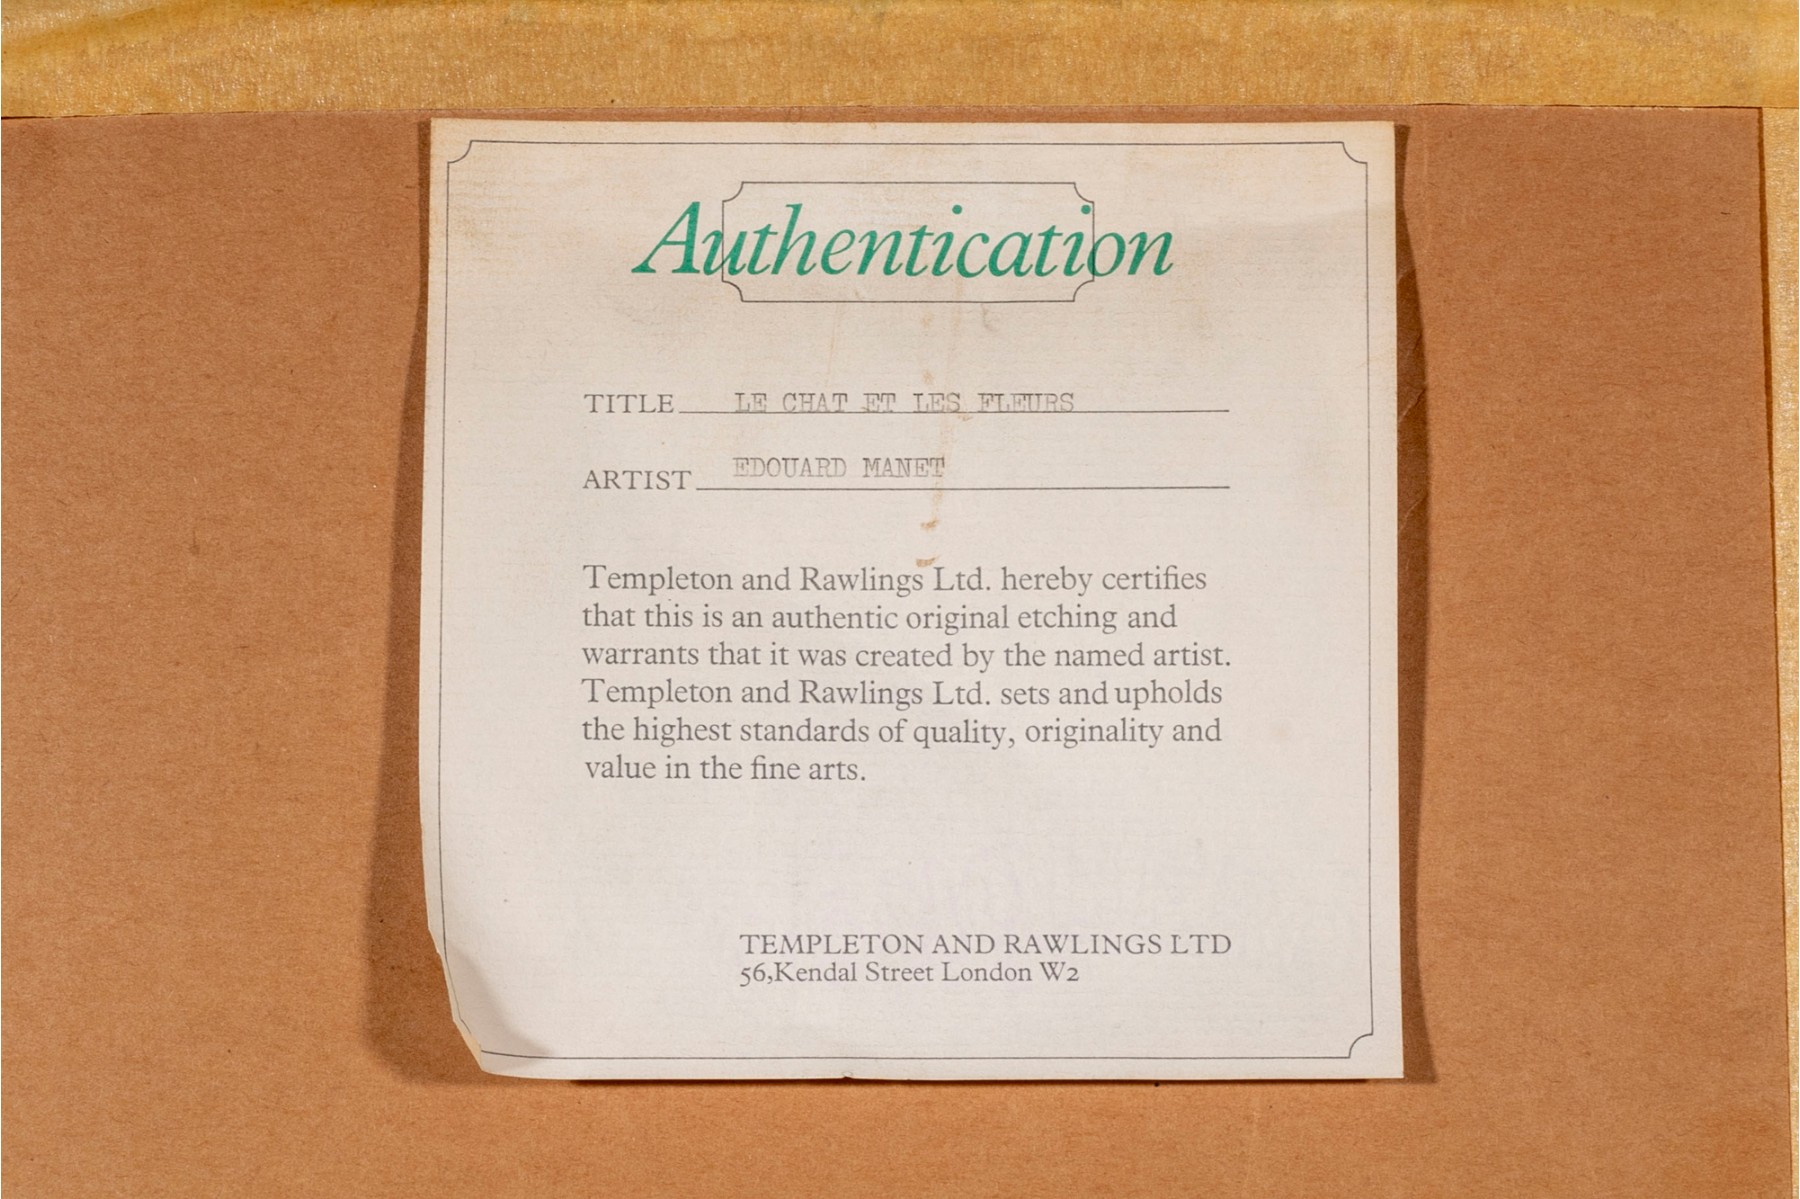 Authentication
TITLE LE CHAT ET LES FLEURS
ARTIST EDOUARD MANET
Templeton and Rawlings Ltd. hereby certifies
that this is an authentic original etching and
warrants that it was created by the named artist.
Templeton and Rawlings Ltd. sets and upholds
the highest standards of quality, originality and
value in the fine arts.
TEMPLETON AND RAWLINGS LTD
56,Kendal Street London W2